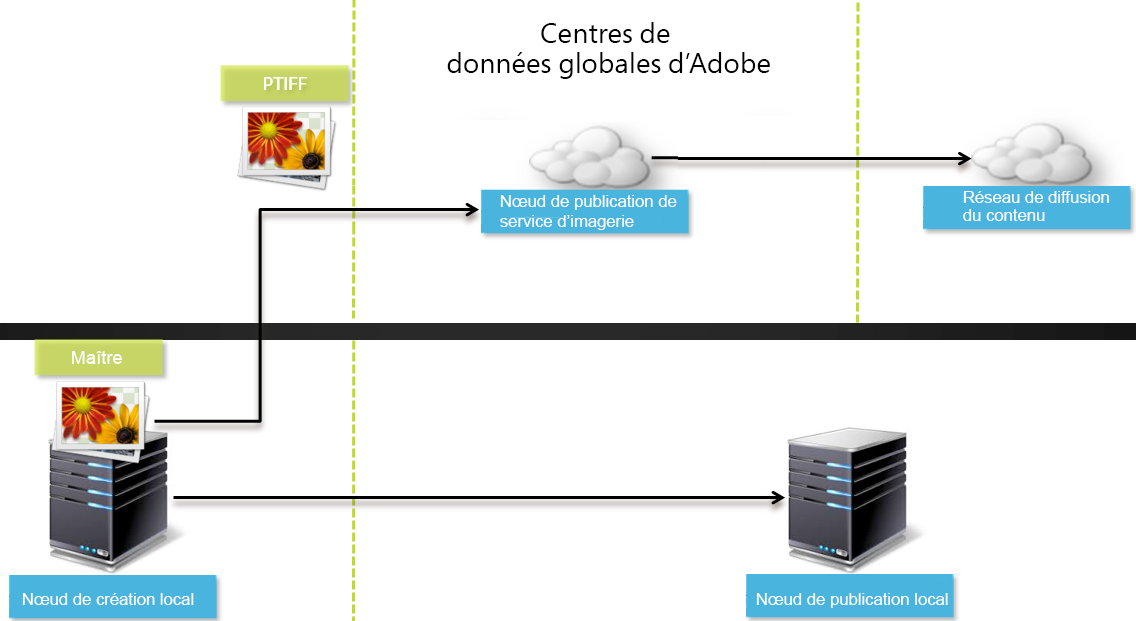 Centres de
données globales d’Adobe
PTIFF
Nœud de publication de
service d’imagerie
Réseau de diffusion
du contenu
Maître
Nœud de création local
Nœud de publication local